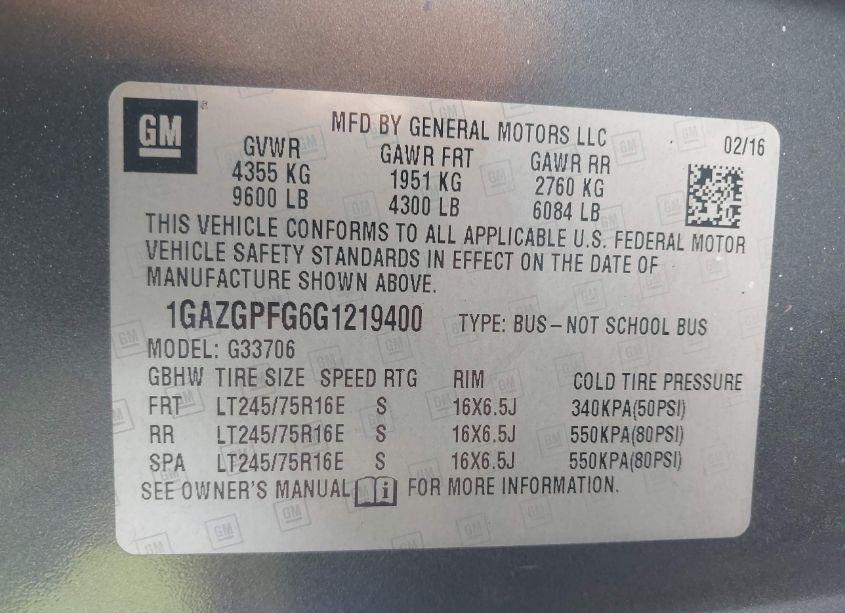 GM
MFD BY GENERAL MOTORS LLC
02/16
GVWR GAWR FRT GAWR RR
4355 KG 1951 KG 2760 KG
9600 LB 4300 LB 6084 LB
THIS VEHICLE CONFORMS TO ALL APPLICABLE U.S. FEDERAL MOTOR
VEHICLE SAFETY STANDARDS IN EFFECT ON THE DATE OF
MANUFACTURE SHOWN ABOVE.
1GAZGPFG6G1219400 TYPE: BUS-NOT SCHOOL BUS
MODEL: G33706
GBHW TIRE SIZE SPEED RTG RIM COLD TIRE PRESSURE
FRT LT245/75R16E S 16X6.5J 340KPA(50PSI)
RR LT245/75R16E S 16X6.5J 550KPA(80PSI)
SPA LT245/75R16E S 16X6.5J 550KPA(80PSI)
SEE OWNER'S MANUAL i FOR MORE INFORMATION.